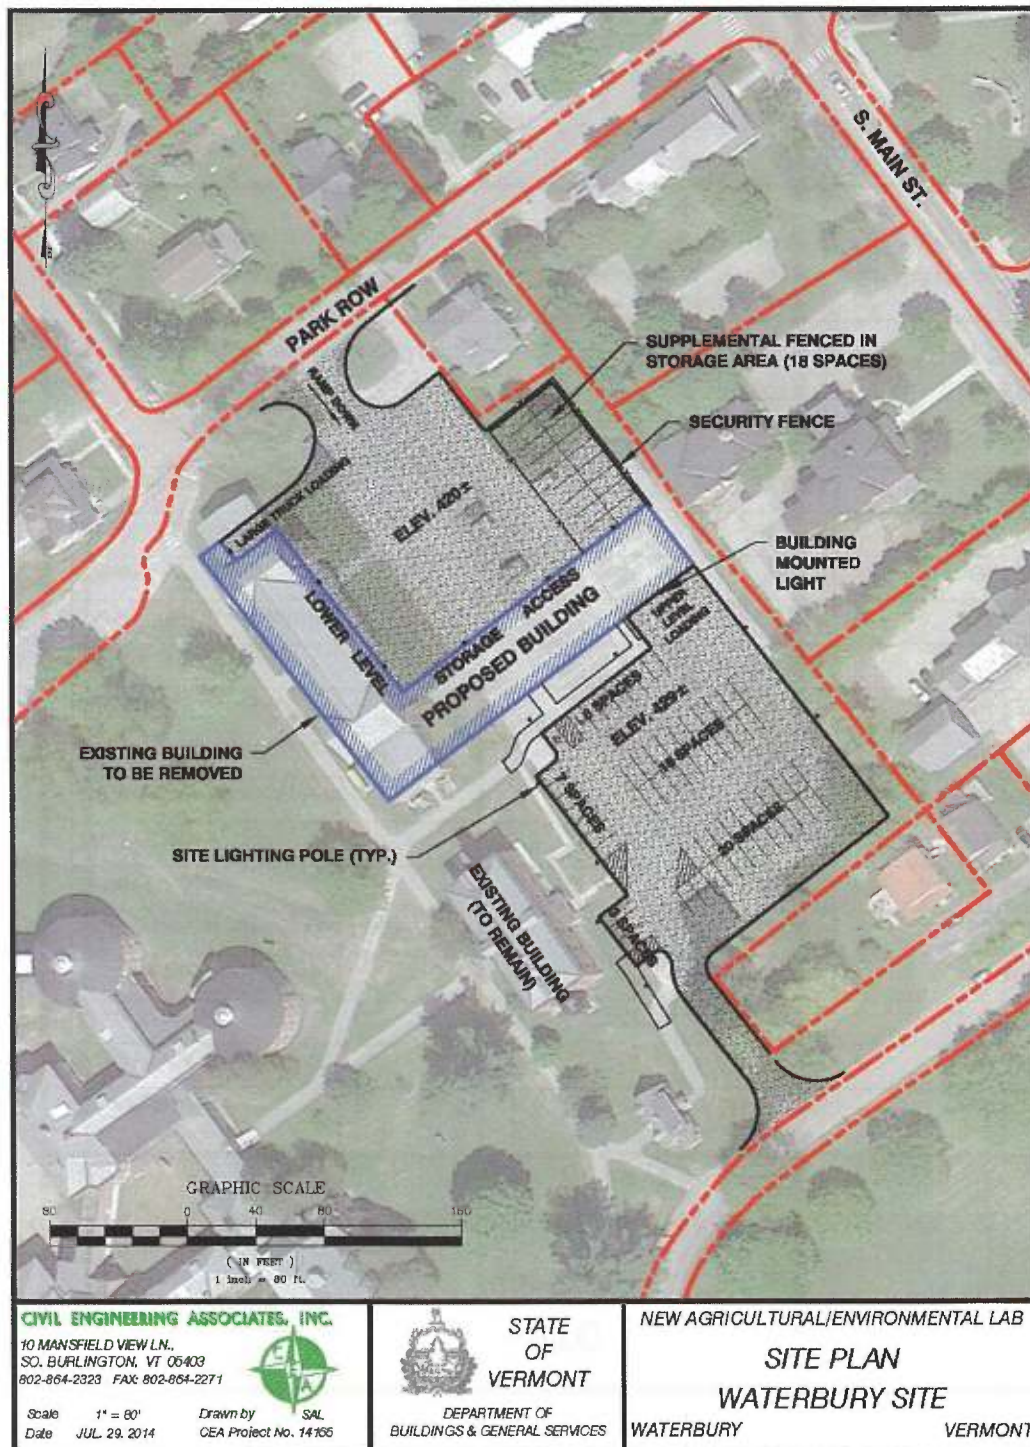 S. MAIN ST.
PARK ROW
SUPPLEMENTAL FENCED IN
STORAGE AREA (18 SPACES)
RAMP DOWN
SECURITY FENCE
LARGE TRUCK LOADING
ELEV. 420±
BUILDING
MOUNTED
LIGHT
LOWER LEVEL
STORAGE ACCESS
PROPOSED BUILDING
UPPER
LEVEL
LOADING
SPACES
ELEV. 429±
SPACES
EXISTING BUILDING
TO BE REMOVED
7 SPACES
20 SPACES
SITE LIGHTING POLE (TYP.)
EXISTING BUILDING
(TO REMAIN)
SPACES
GRAPHIC SCALE
80 0 40 80 160
( IN FEET )
1 inch = 80 ft.
CIVIL ENGINEERING ASSOCIATES, INC.
10 MANSFIELD VIEW LN.,
SO. BURLINGTON, VT 05403
802-864-2323 FAX: 802-864-2271
Scale 1" = 80'
Date JUL. 29. 2014
Drawn by SAL
CEA Project No. 14155
C E A
STATE
OF
VERMONT
DEPARTMENT OF
BUILDINGS & GENERAL SERVICES
NEW AGRICULTURAL/ENVIRONMENTAL LAB
SITE PLAN
WATERBURY SITE
WATERBURY VERMONT